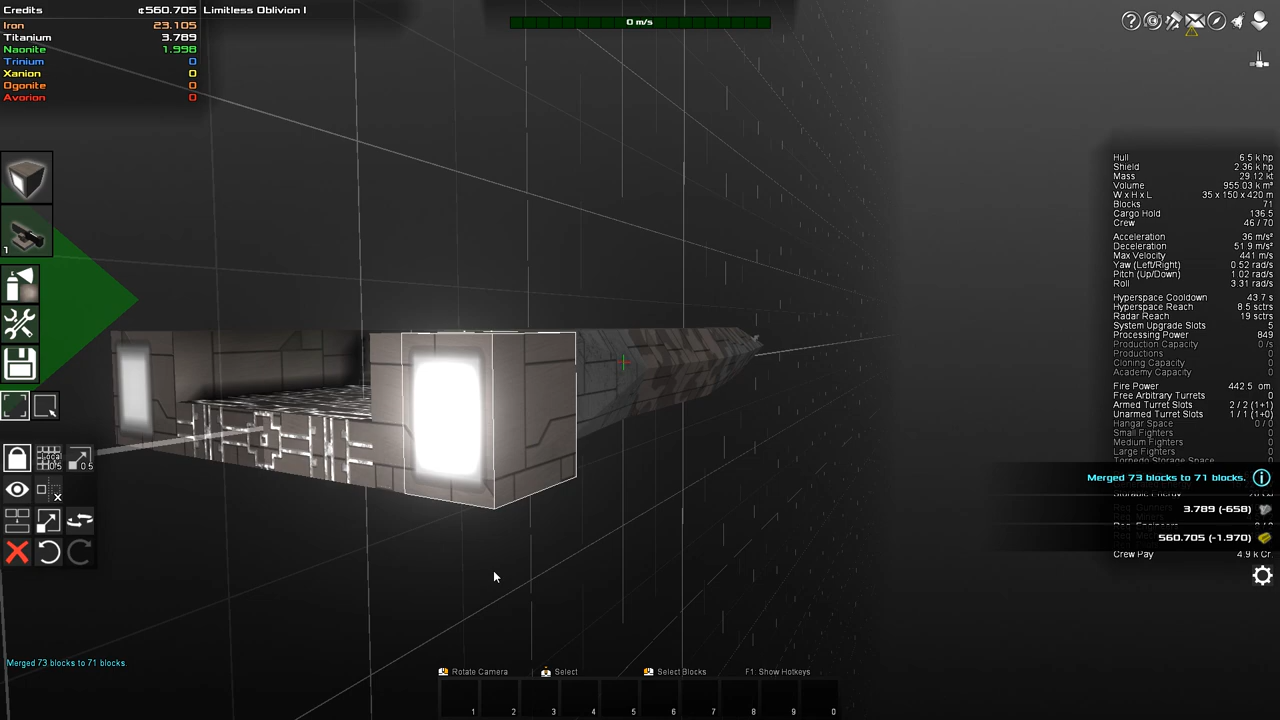 Credits ¢560.705 Limitless Oblivion I
Iron 23.105
Titanium 3.789
Naonite 1.998
Trinium 0
Xanion 0
Ogonite 0
Avorion 0
0 m/s
1
Local
0.5
0.5
Hull 6.5 k hp
Shield 2.36 k hp
Mass 29.12 kt
Volume 955.03 k m³
W x H x L 35 x 150 x 420 m
Blocks 71
Cargo Hold 136.5
Crew 46 / 70
Acceleration 36 m/s²
Deceleration 51.9 m/s²
Max Velocity 441 m/s
Yaw (Left/Right) 0.52 rad/s
Pitch (Up/Down) 1.02 rad/s
Roll 3.31 rad/s
Hyperspace Cooldown 43.7 s
Hyperspace Reach 8.5 sctrs
Radar Reach 19 sctrs
System Upgrade Slots 5
Processing Power 849
Production Capacity 0 /s
Productions 0
Cloning Capacity 0
Academy Capacity 0
Fire Power 442.5 om.
Free Arbitrary Turrets 0
Armed Turret Slots 2 / 2 (1+1)
Unarmed Turret Slots 1 / 1 (1+0)
Hangar Space 0 / 0
Small Fighters 0
Medium Fighters 0
Large Fighters 0
Merged 73 blocks to 71 blocks.
3.789 (-658)
560.705 (-1.970)
Crew Pay 4.9 k Cr.
Merged 73 blocks to 71 blocks.
Rotate Camera Select Select Blocks F1: Show Hotkeys
1 2 3 4 5 6 7 8 9 0